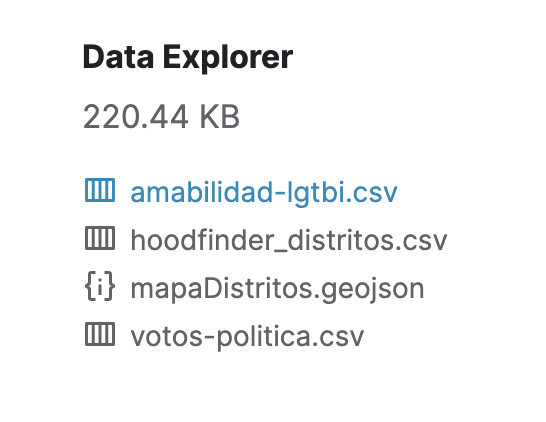 Data Explorer
220.44 KB
amabilidad-lgtbi.csv
hoodfinder_distritos.csv
{i} mapaDistritos.geojson
votos-politica.csv